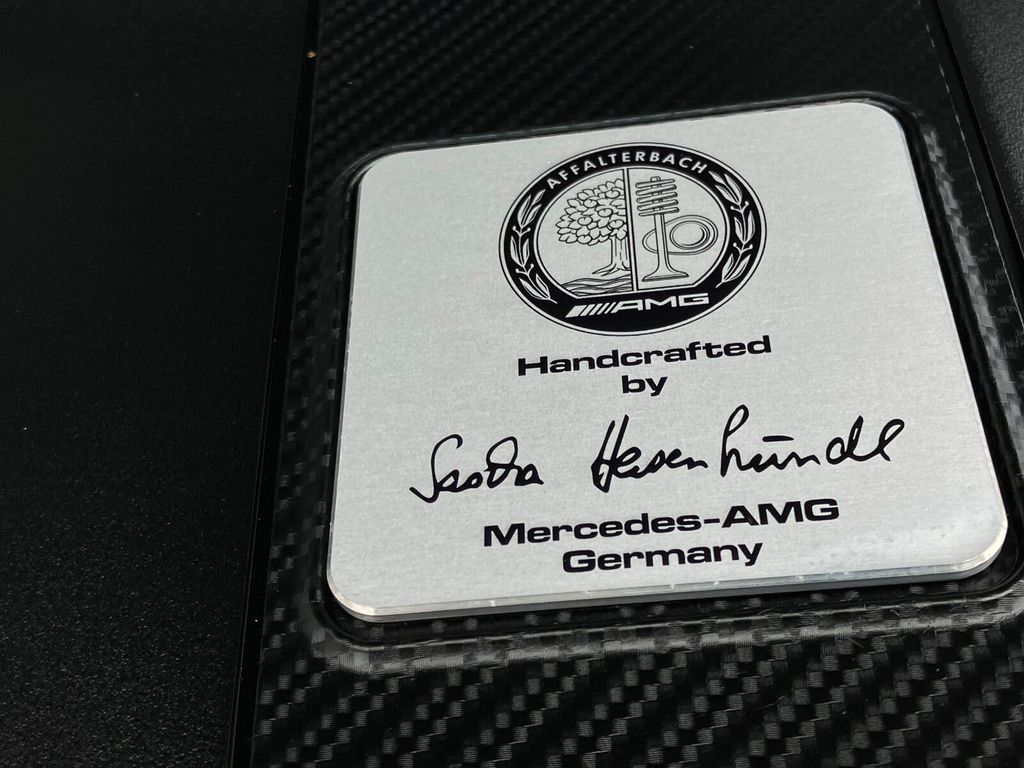 AFFALTERBACH
AMG
Handcrafted
by
Mercedes-AMG
Germany